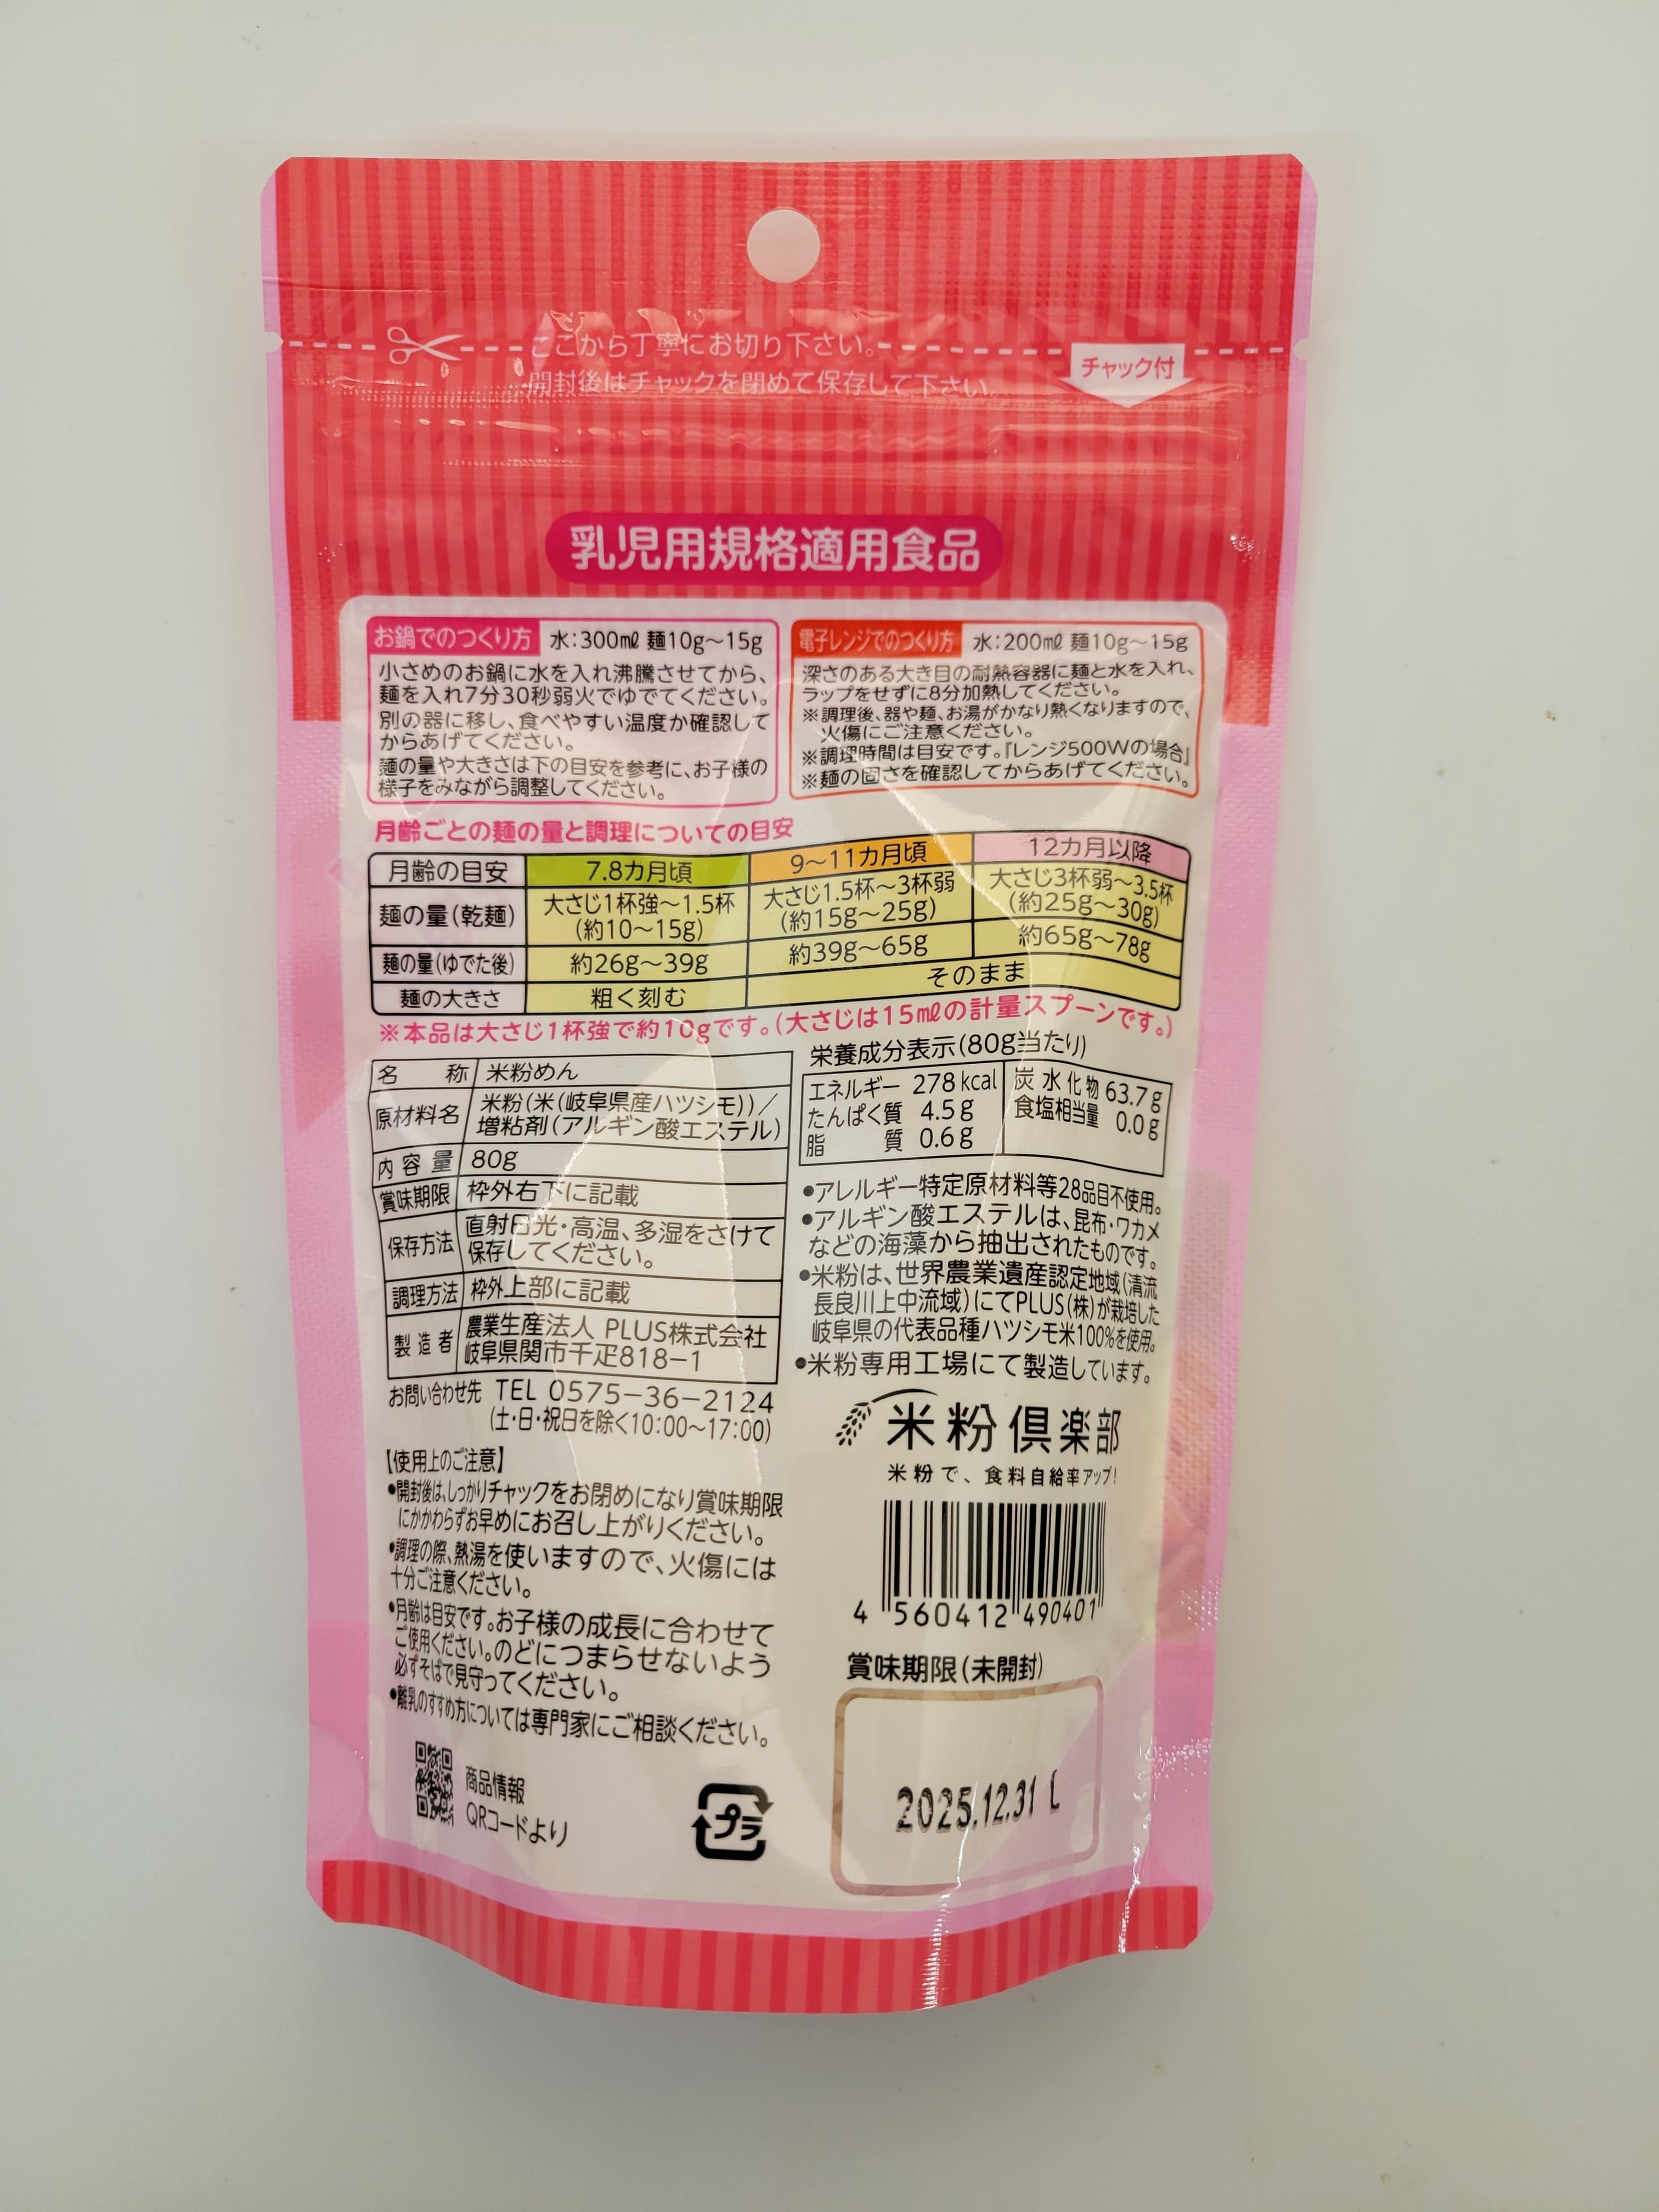 ここから丁寧にお切り下さい。
開封後はチャックを閉めて保存して下さい。
チャック付
乳児用規格適用食品
お鍋でのつくり方 水:300㎖ 麺10g~15g
小さめのお鍋に水を入れ沸騰させてから、
麺を入れ7分30秒弱火でゆでてください。
別の器に移し、食べやすい温度か確認して
からあげてください。
麺の量や大きさは下の目安を参考に、お子様の
様子をみながら調整してください。
電子レンジでのつくり方 水:200㎖ 麺10g~15g
深さのある大き目の耐熱容器に麺と水を入れ、
ラップをせずに8分加熱してください。
※調理後、器や麺、お湯がかなり熱くなりますので、
火傷にご注意ください。
※調理時間は目安です。『レンジ500Wの場合』
※麺の固さを確認してからあげてください。
月齢ごとの麺の量と調理についての目安
月齢の目安 7.8カ月頃 9~11カ月頃 12カ月以降
麺の量(乾麺) 大さじ1杯強~1.5杯 (約10~15g) 大さじ1.5杯~3杯弱 (約15g~25g) 大さじ3杯弱~3.5杯 (約25g~30g)
麺の量(ゆでた後) 約26g~39g 約39g~65g 約65g~78g
麺の大きさ 粗く刻む そのまま
※本品は大さじ1杯強で約10gです。(大さじは15㎖の計量スプーンです。)
名称 米粉めん
原材料名 米粉(米(岐阜県産ハツシモ))/
増粘剤(アルギン酸エステル)
内容量 80g
賞味期限 枠外右下に記載
保存方法 直射日光・高温、多湿をさけて
保存してください。
調理方法 枠外上部に記載
製造者 農業生産法人 PLUS株式会社
岐阜県関市千疋818-1
お問い合わせ先 TEL 0575-36-2124
(土・日・祝日を除く10:00~17:00)
【使用上のご注意】
●開封後は、しっかりチャックをお閉めになり賞味期限
にかかわらずお早めにお召し上がりください。
●調理の際、熱湯を使いますので、火傷には
十分ご注意ください。
●月齢は目安です。お子様の成長に合わせて
ご使用ください。のどにつまらせないよう
必ずそばで見守ってください。
●離乳のすすめ方については専門家にご相談ください。
商品情報
QRコードより
プラ
栄養成分表示(80g当たり)
エネルギー 278kcal 炭水化物 63.7g
たんぱく質 4.5g 食塩相当量 0.0g
脂質 0.6g
●アレルギー特定原材料等28品目不使用。
●アルギン酸エステルは、昆布・ワカメ
などの海藻から抽出されたものです。
●米粉は、世界農業遺産認定地域(清流
長良川上中流域)にてPLUS(株)が栽培した
岐阜県の代表品種ハツシモ米100%を使用。
●米粉専用工場にて製造しています。
米粉倶楽部
米粉で、食料自給率アップ!
4 560412 490401
賞味期限(未開封)
2025.12.31 L